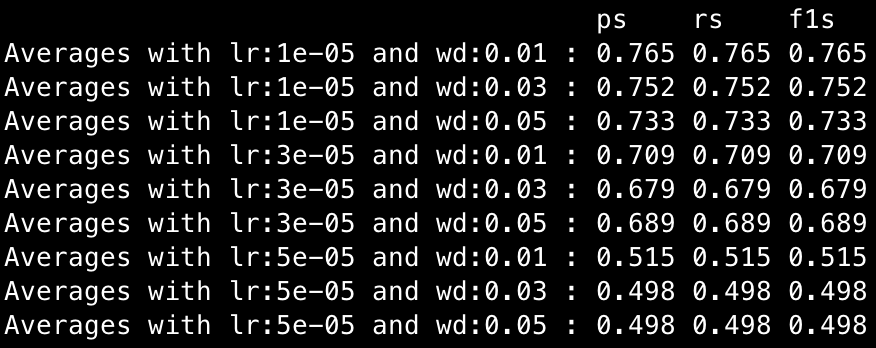 ps rs f1s
Averages with lr:1e-05 and wd:0.01 : 0.765 0.765 0.765
Averages with lr:1e-05 and wd:0.03 : 0.752 0.752 0.752
Averages with lr:1e-05 and wd:0.05 : 0.733 0.733 0.733
Averages with lr:3e-05 and wd:0.01 : 0.709 0.709 0.709
Averages with lr:3e-05 and wd:0.03 : 0.679 0.679 0.679
Averages with lr:3e-05 and wd:0.05 : 0.689 0.689 0.689
Averages with lr:5e-05 and wd:0.01 : 0.515 0.515 0.515
Averages with lr:5e-05 and wd:0.03 : 0.498 0.498 0.498
Averages with lr:5e-05 and wd:0.05 : 0.498 0.498 0.498